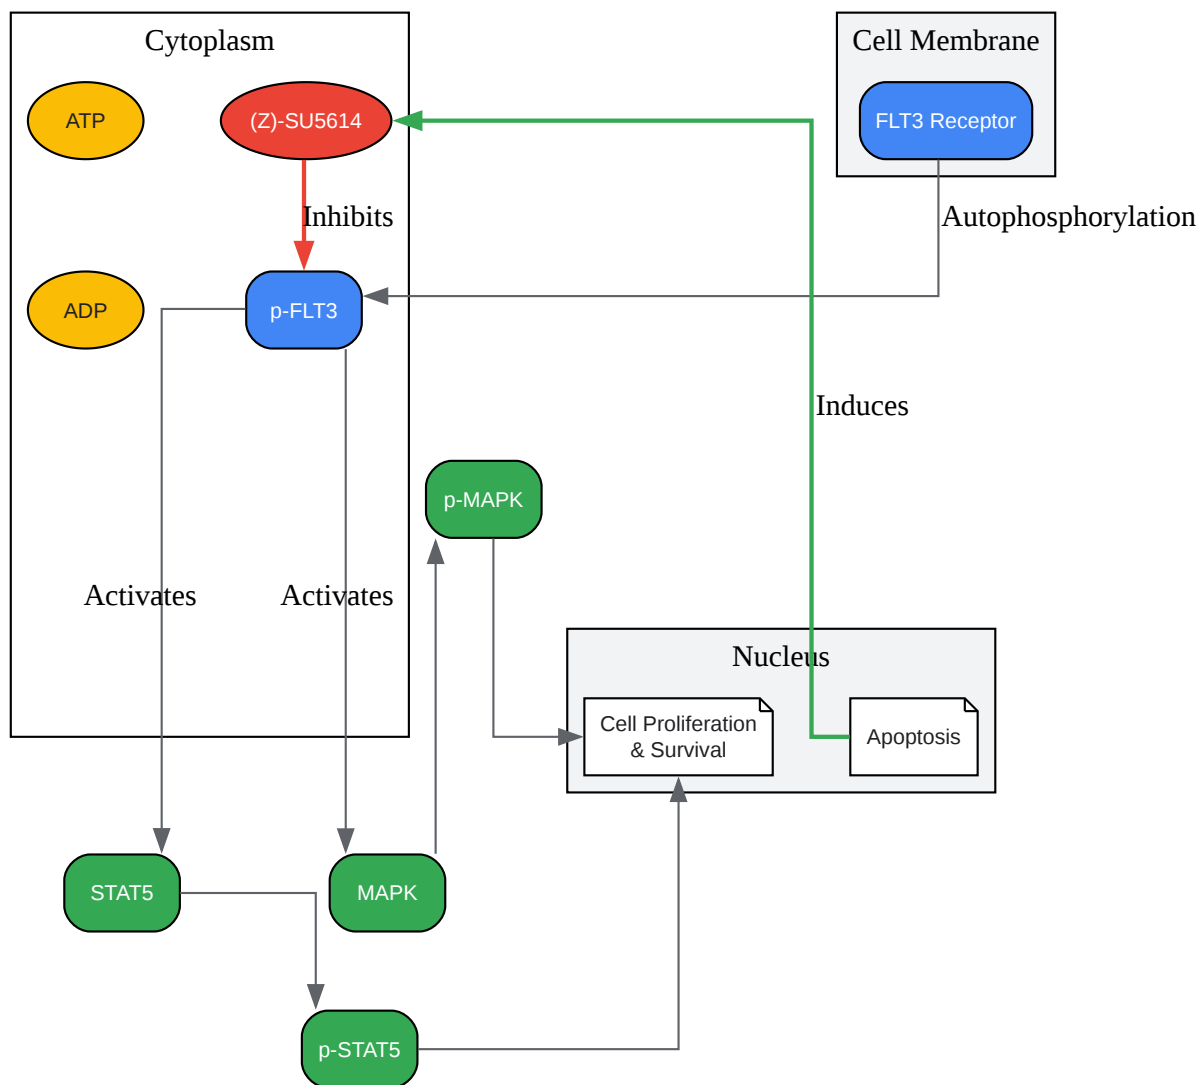 Cytoplasm
Cell Membrane
ATP
(Z)-SU5614
FLT3 Receptor
Inhibits
Autophosphorylation
ADP
p-FLT3
Induces
p-MAPK
Activates
Activates
Nucleus
Cell Proliferation
& Survival
Apoptosis
STAT5
MAPK
p-STAT5